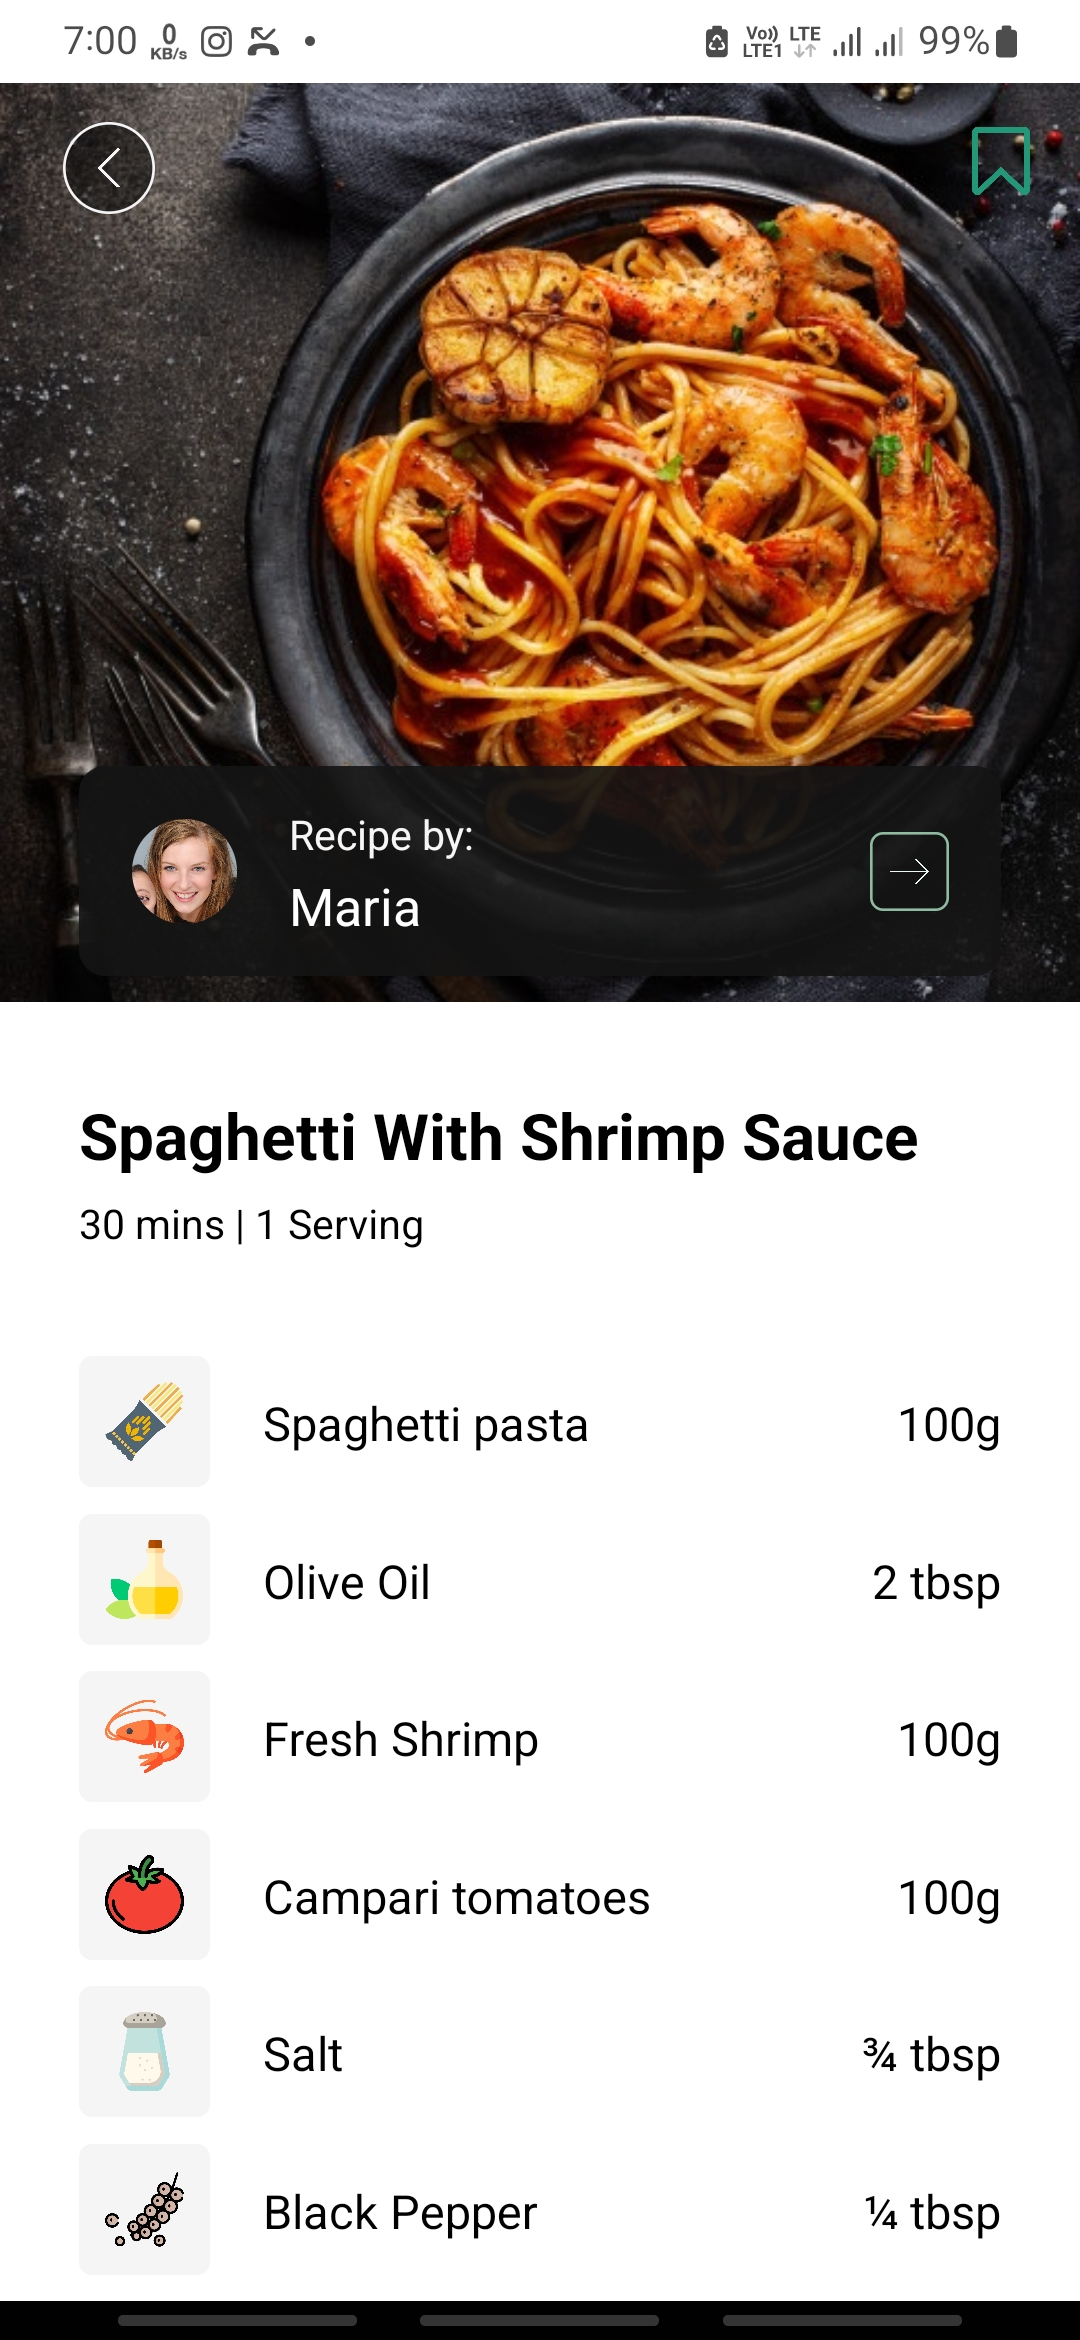 7:00 0 KB/s Vo)) LTE1 LTE 99%
Recipe by:
Maria
Spaghetti With Shrimp Sauce
30 mins | 1 Serving
Spaghetti pasta 100g
Olive Oil 2 tbsp
Fresh Shrimp 100g
Campari tomatoes 100g
Salt ¾ tbsp
Black Pepper ¼ tbsp